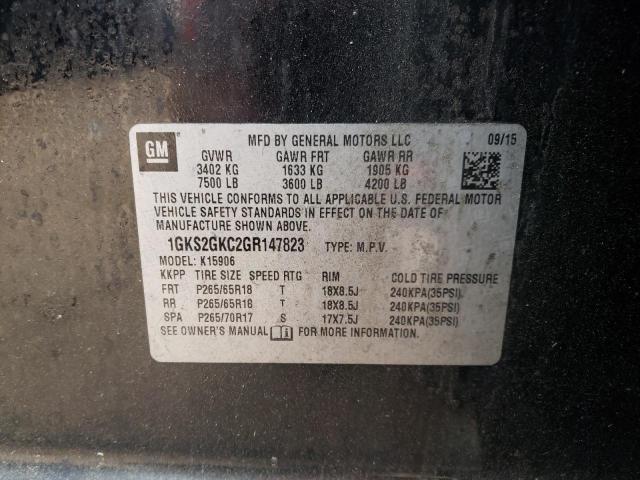 GM
MFD BY GENERAL MOTORS LLC 09/15
GVWR GAWR FRT GAWR RR
3402 KG 1633 KG 1905 KG
7500 LB 3600 LB 4200 LB
THIS VEHICLE CONFORMS TO ALL APPLICABLE U.S. FEDERAL MOTOR
VEHICLE SAFETY STANDARDS IN EFFECT ON THE DATE OF
MANUFACTURE SHOWN ABOVE.
1GKS2GKC2GR147823 TYPE: M.P.V.
MODEL: K15906
KKPP TIRE SIZE SPEED RTG RIM COLD TIRE PRESSURE
FRT P265/65R18 T 18X8.5J 240KPA(35PSI)
RR P265/65R18 T 18X8.5J 240KPA(35PSI)
SPA P265/70R17 S 17X7.5J 240KPA(35PSI)
SEE OWNER'S MANUAL FOR MORE INFORMATION.